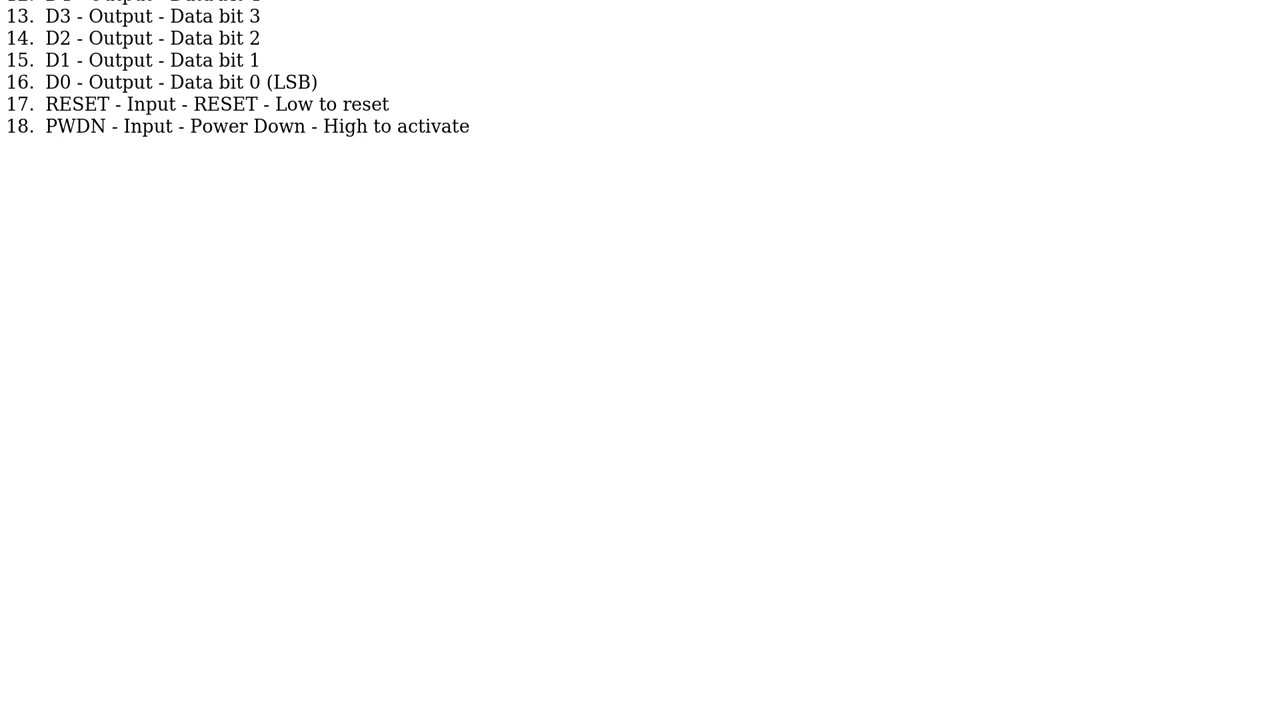 13. D3 - Output - Data bit 3
14. D2 - Output - Data bit 2
15. D1 - Output - Data bit 1
16. D0 - Output - Data bit 0 (LSB)
17. RESET - Input - RESET - Low to reset
18. PWDN - Input - Power Down - High to activate